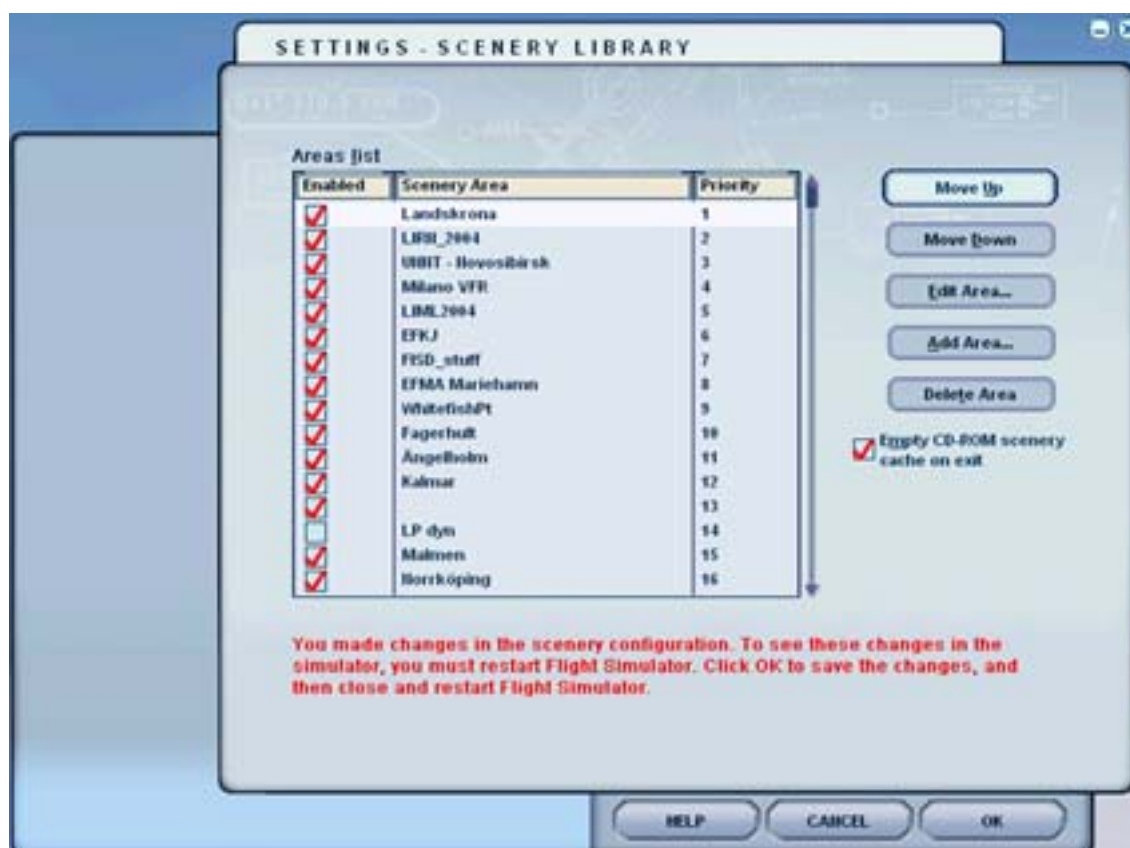 SETTINGS - SCENERY LIBRARY
Areas list
Enabled Scenery Area Priority
Landskrona 1
2
Novosibirsk 3
Milano VFR 4
LIML2004 5
EFKJ 6
FISD_stuff 7
EFMA Mariehamn 8
WhitefishPt 9
Fagerhult 10
Ängelholm 11
Kalmar 12
13
LP dyn 14
Malmen 15
Norrköping 16
Move Up
Move Down
Edit Area...
Add Area...
Delete Area
Empty CD-ROM scenery
cache on exit
You made changes in the scenery configuration. To see these changes in the
simulator, you must restart Flight Simulator. Click OK to save the changes, and
then close and restart Flight Simulator.
HELP CANCEL OK